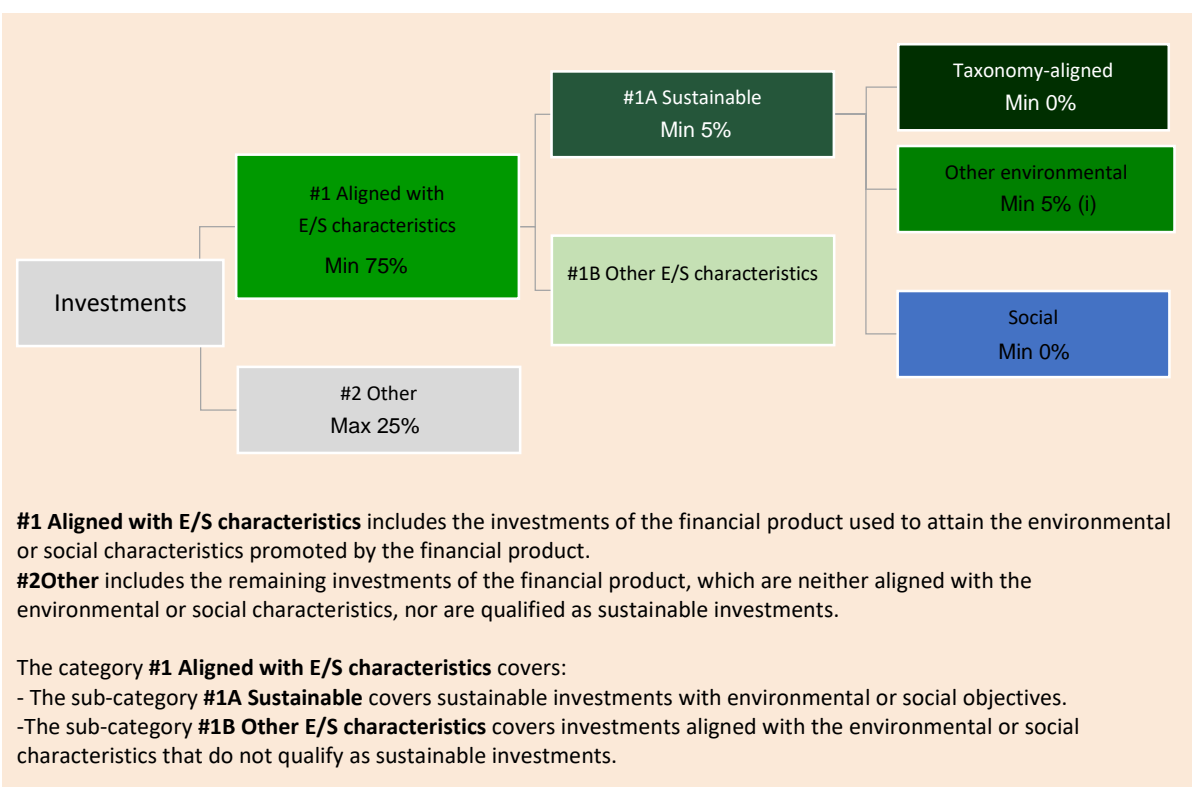 Investments
#1 Aligned with
E/S characteristics
Min 75%
#2 Other
Max 25%
#1A Sustainable
Min 5%
#1B Other E/S characteristics
Taxonomy-aligned
Min 0%
Other environmental
Min 5% (i)
Social
Min 0%
#1 Aligned with E/S characteristics includes the investments of the financial product used to attain the environmental
or social characteristics promoted by the financial product.
#2Other includes the remaining investments of the financial product, which are neither aligned with the
environmental or social characteristics, nor are qualified as sustainable investments.
The category #1 Aligned with E/S characteristics covers:
- The sub-category #1A Sustainable covers sustainable investments with environmental or social objectives.
-The sub-category #1B Other E/S characteristics covers investments aligned with the environmental or social
characteristics that do not qualify as sustainable investments.